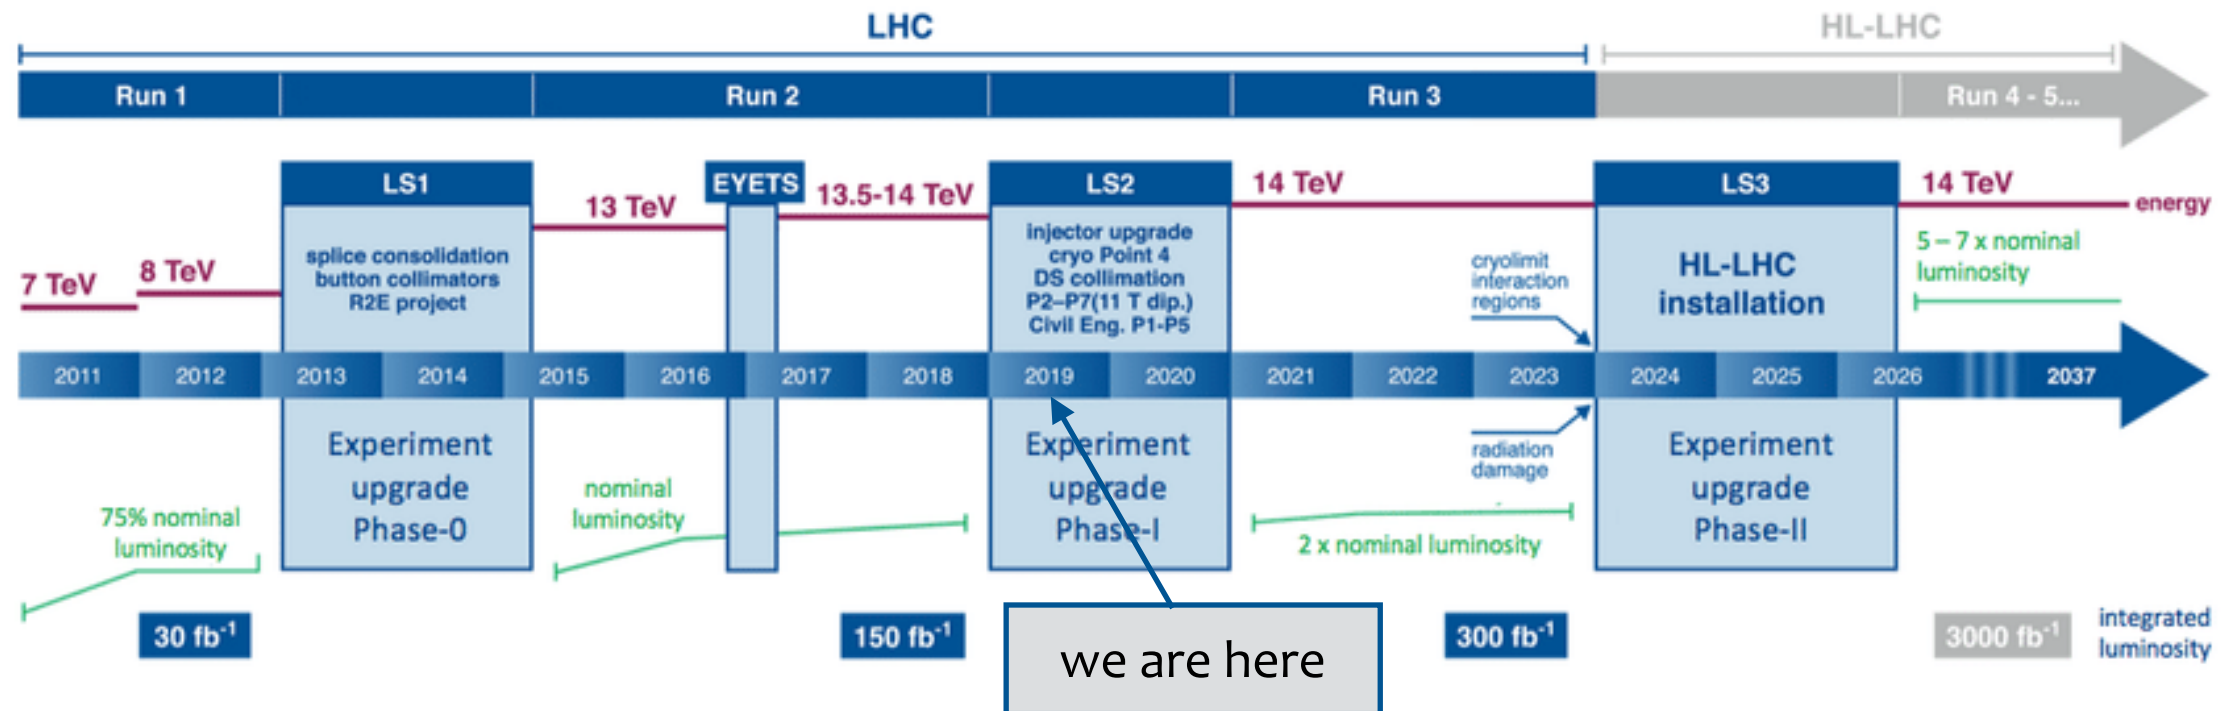 LHC
HL-LHC
Run 1
Run 2
Run 3
Run 4 - 5...
LS1
EYETS
LS2
LS3
7 TeV
8 TeV
13 TeV
13.5-14 TeV
14 TeV
14 TeV
energy
splice consolidation
button collimators
R2E project
injector upgrade
cryo Point 4
DS collimation
P2–P7(11 T dip.)
Civil Eng. P1-P5
cryolimit
interaction
regions
HL-LHC
installation
5 – 7 x nominal
luminosity
2011
2012
2013
2014
2015
2016
2017
2018
2019
2020
2021
2022
2023
2024
2025
2026
2037
75% nominal
luminosity
Experiment
upgrade
Phase-0
nominal
luminosity
Experiment
upgrade
Phase-I
2 x nominal luminosity
radiation
damage
Experiment
upgrade
Phase-II
30 fb⁻¹
150 fb⁻¹
we are here
300 fb⁻¹
3000 fb⁻¹
integrated
luminosity